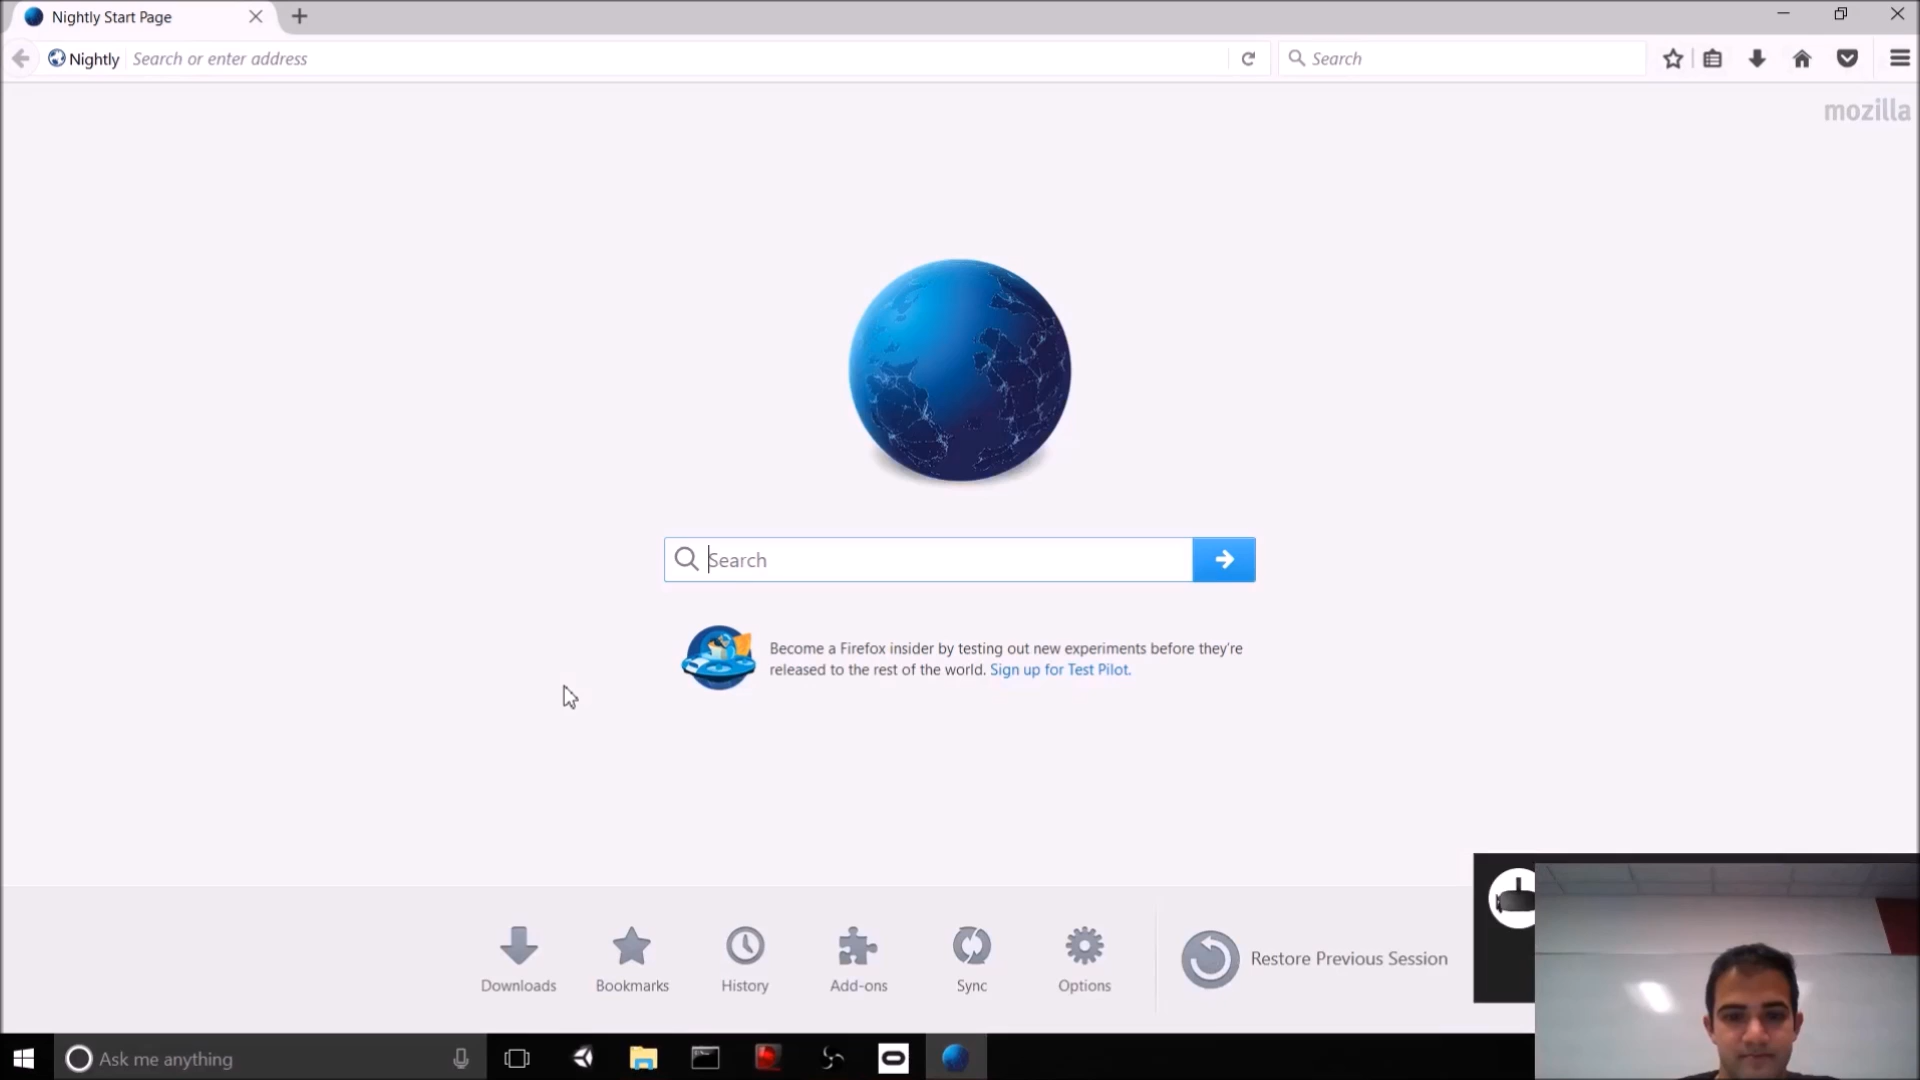 Nightly Start Page
Nightly
Search or enter address
Search
mozilla
Search
Become a Firefox insider by testing out new experiments before they're
released to the rest of the world. Sign up for Test Pilot.
Downloads
Bookmarks
History
Add-ons
Sync
Options
Restore Previous Session
Ask me anything